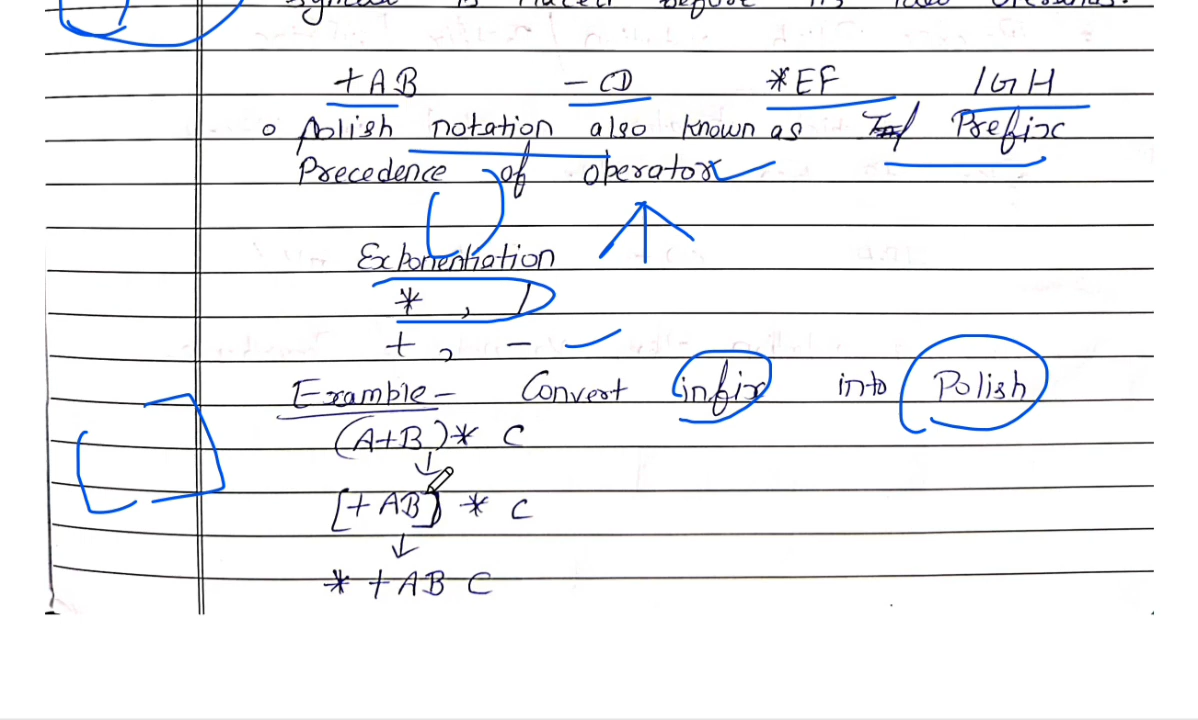 +AB - CD *EF /GH
o Polish notation also known as Prefix
Precedence of operator
Exponentiation
* , /
+ , -
Example - Convert infix into Polish
(A+B)* C
↓
[+ AB] * C
↓
* +AB C